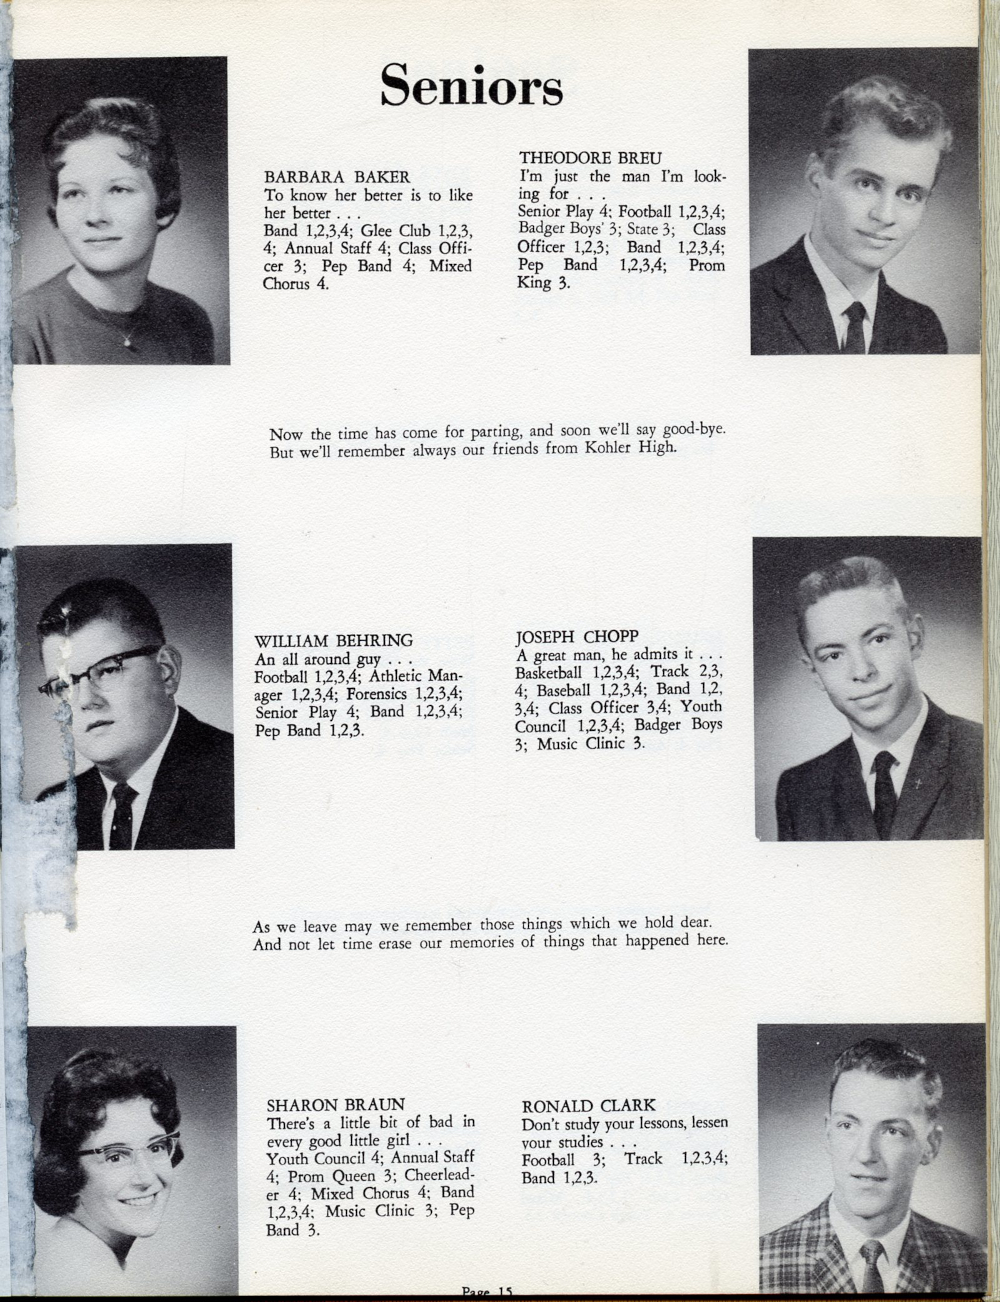 Seniors
BARBARA BAKER
To know her better is to like
her better . . .
Band 1,2,3,4; Glee Club 1,2,3,
4; Annual Staff 4; Class Offi-
cer 3; Pep Band 4; Mixed
Chorus 4.
THEODORE BREU
I'm just the man I'm look-
ing for . . .
Senior Play 4; Football 1,2,3,4;
Badger Boys' 3; State 3; Class
Officer 1,2,3; Band 1,2,3,4;
Pep Band 1,2,3,4; Prom
King 3.
Now the time has come for parting, and soon we'll say good-bye.
But we'll remember always our friends from Kohler High.
WILLIAM BEHRING
An all around guy . . .
Football 1,2,3,4; Athletic Man-
ager 1,2,3,4; Forensics 1,2,3,4;
Senior Play 4; Band 1,2,3,4;
Pep Band 1,2,3.
JOSEPH CHOPP
A great man, he admits it . . .
Basketball 1,2,3,4; Track 2,3,
4; Baseball 1,2,3,4; Band 1,2,
3,4; Class Officer 3,4; Youth
Council 1,2,3,4; Badger Boys
3; Music Clinic 3.
As we leave may we remember those things which we hold dear.
And not let time erase our memories of things that happened here.
SHARON BRAUN
There's a little bit of bad in
every good little girl . . .
Youth Council 4; Annual Staff
4; Prom Queen 3; Cheerlead-
er 4; Mixed Chorus 4; Band
1,2,3,4; Music Clinic 3; Pep
Band 3.
RONALD CLARK
Don't study your lessons, lessen
your studies . . .
Football 3; Track 1,2,3,4;
Band 1,2,3.
Page 15